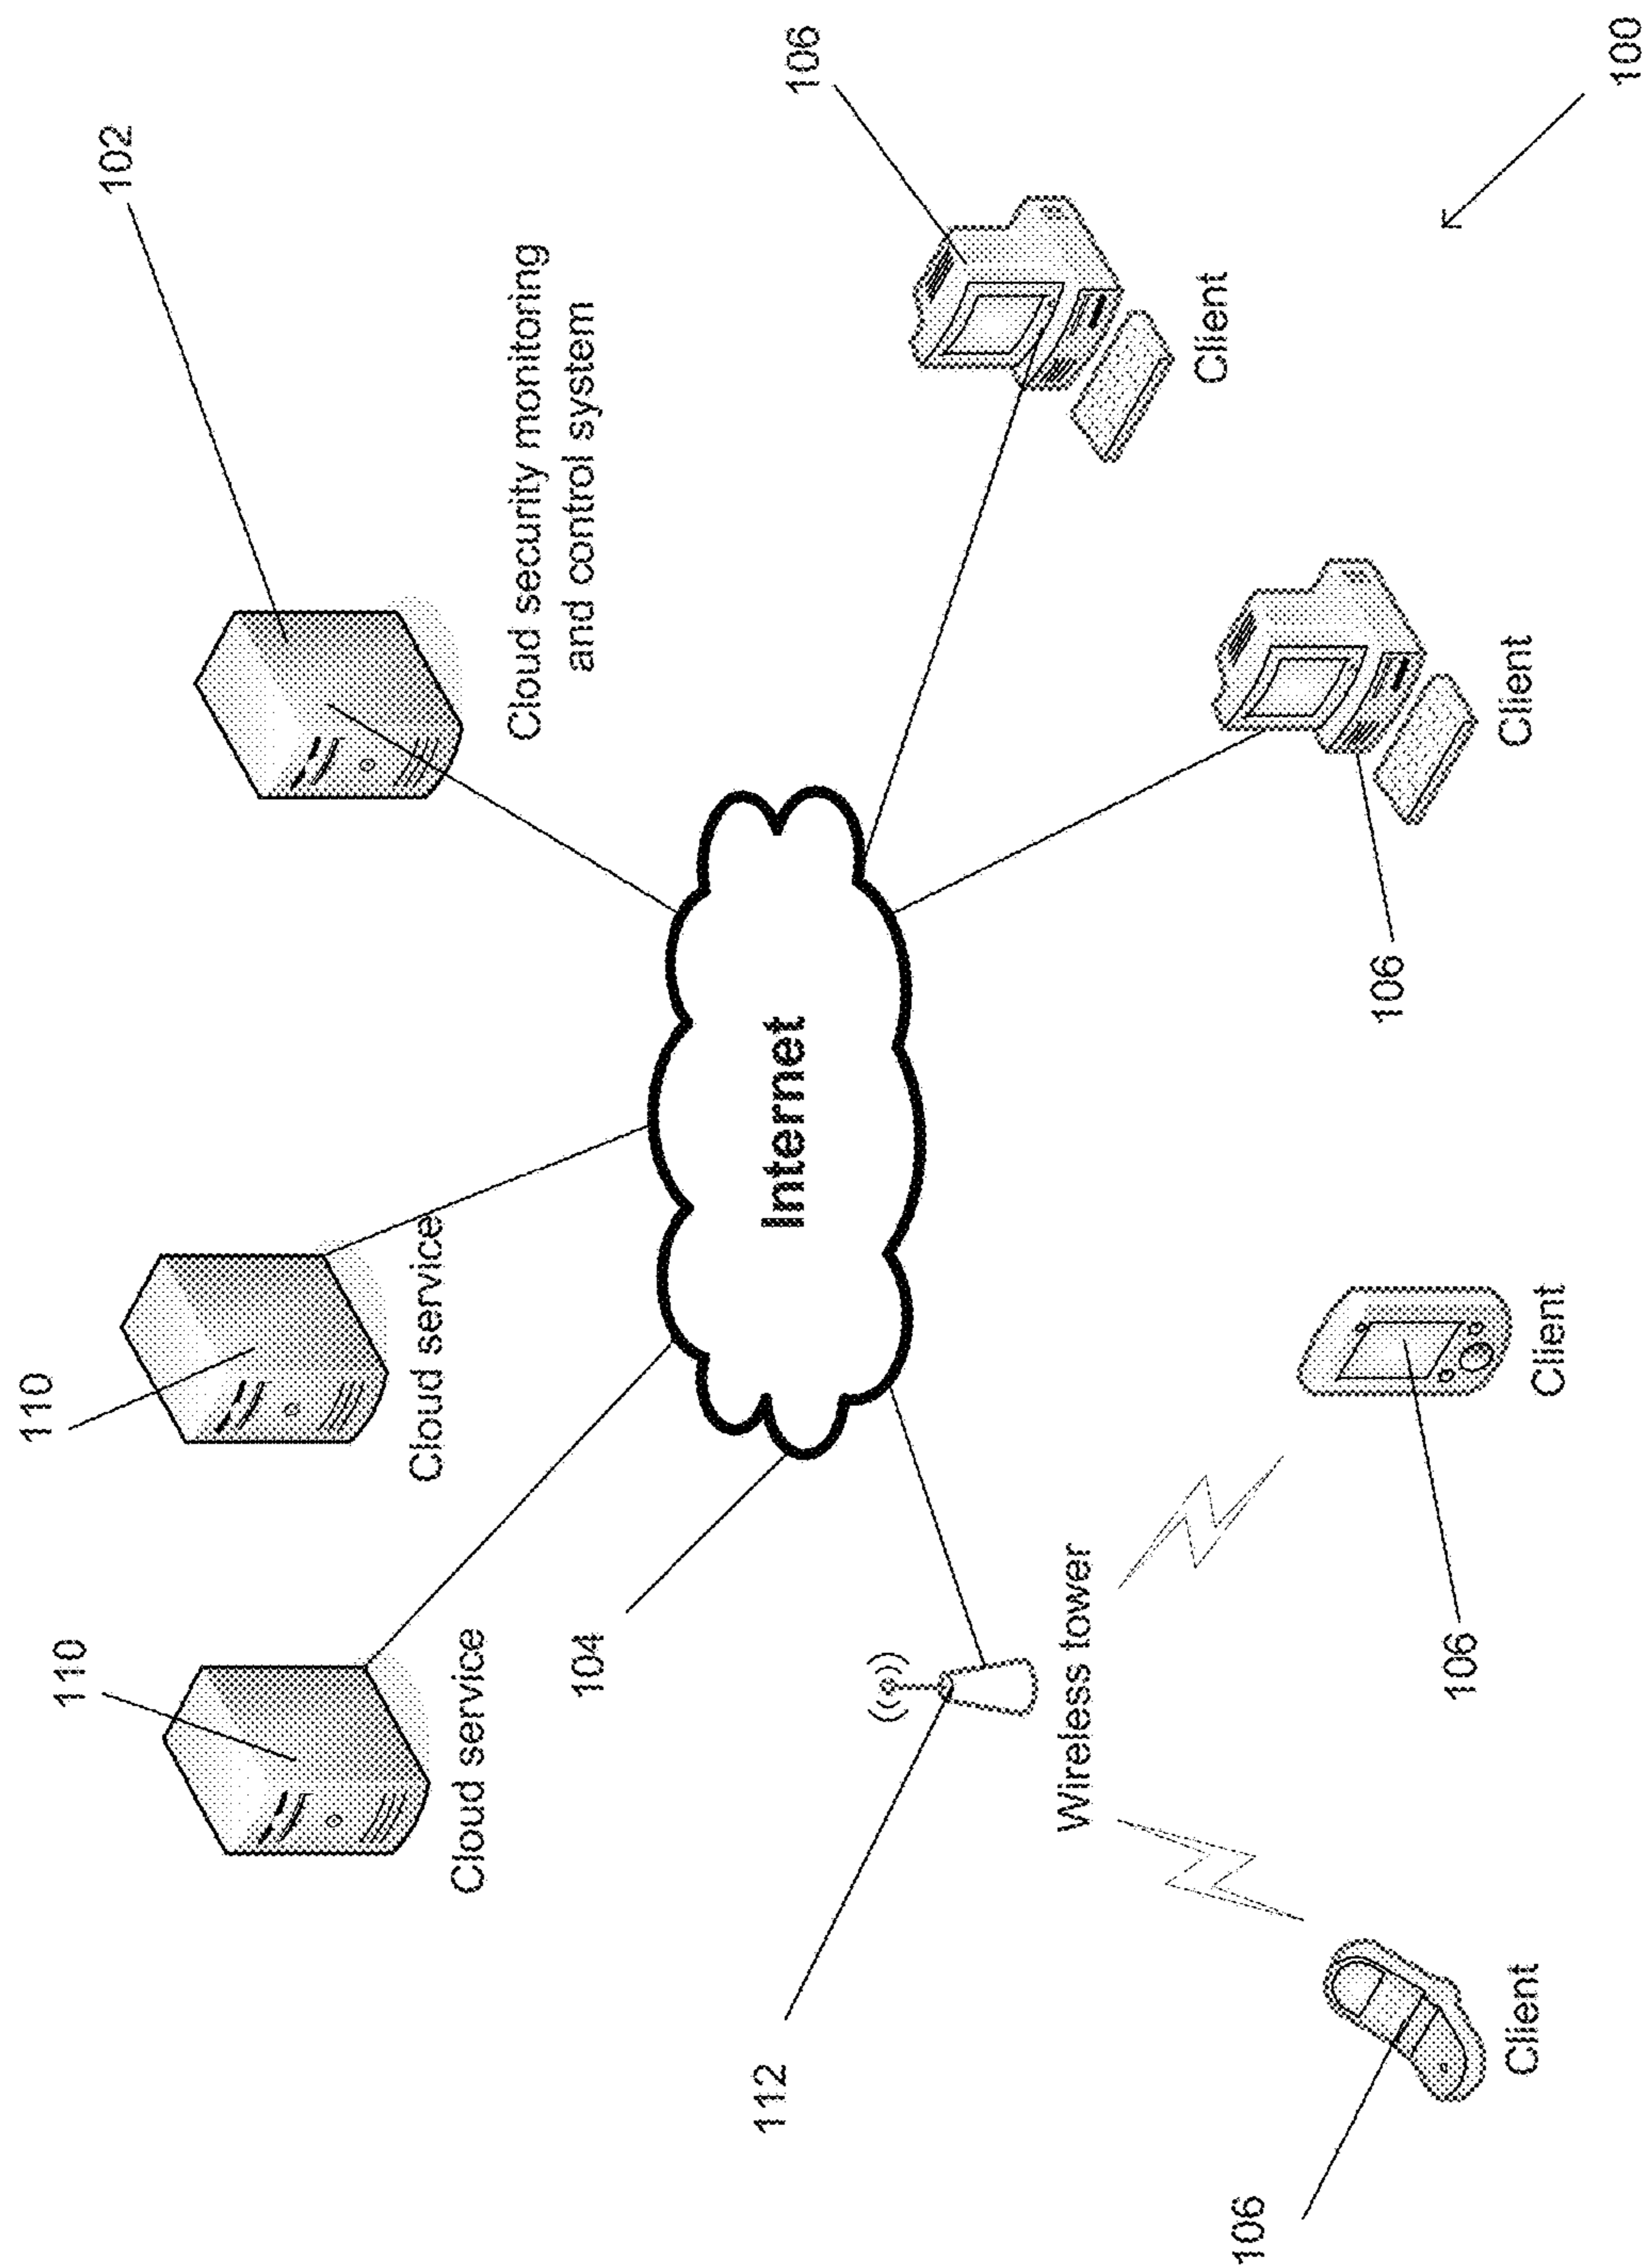 110
110
102
Cloud service
Cloud service
Cloud security monitoring
and control system
104
Internet
106
112
Wireless tower
106
106
106
Client
Client
Client
Client
100